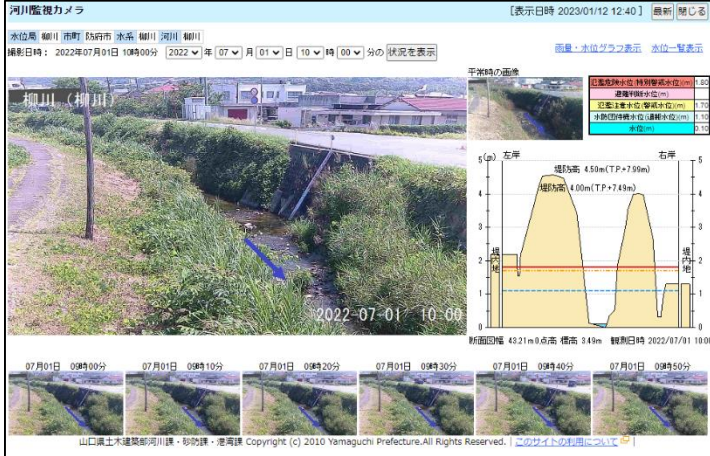 河川監視カメラ [表示日時 2023/01/12 12:40] 最新 閉じる
水位局 柳川 市町 防府市 水系 柳川 河川 柳川
撮影日時： 2022年07月01日 10時00分 2022 年 07 月 01 日 10 時 00 分の 状況を表示 雨量・水位グラフ表示 水位一覧表示
平常時の画像
柳川 (柳川)
氾濫危険水位(特別警戒水位)(m) 1.80
避難判断水位(m)
氾濫注意水位(警戒水位)(m) 1.70
水防団待機水位(通報水位)(m) 1.10
水位(m) 0.10
(m) 左岸 右岸
堤防高 4.50m(T.P.+7.99m)
堤防高 4.00m(T.P.+7.49m)
5 5
4 4
3 3
2 2
1 1
0 0
堤内地 堤内地
2022-07-01 10:00
断面図幅 43.21m 0点高 標高 3.49m 観測日時 2022/07/01 10:00
07月01日 09時00分 07月01日 09時10分 07月01日 09時20分 07月01日 09時30分 07月01日 09時40分 07月01日 09時50分
山口県土木建築部河川課・砂防課・港湾課 Copyright (c) 2010 Yamaguchi Prefecture.All Rights Reserved. | このサイトの利用について |